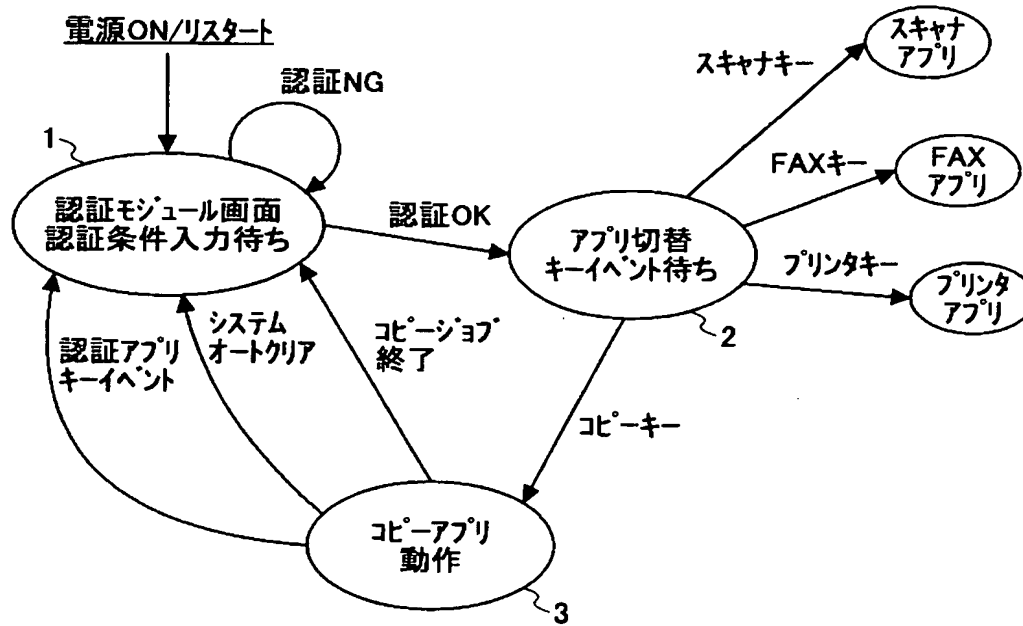 電源ON/リスタート
認証NG
1
認証モジュール画面
認証条件入力待ち
認証OK
スキャナキー
スキャナ
アプリ
FAXキー
FAX
アプリ
アプリ切替
キーイベント待ち
プリンタキー
プリンタ
アプリ
2
認証アプリ
キーイベント
システム
オートクリア
コピージョブ
終了
コピーキー
コピーアプリ
動作
3